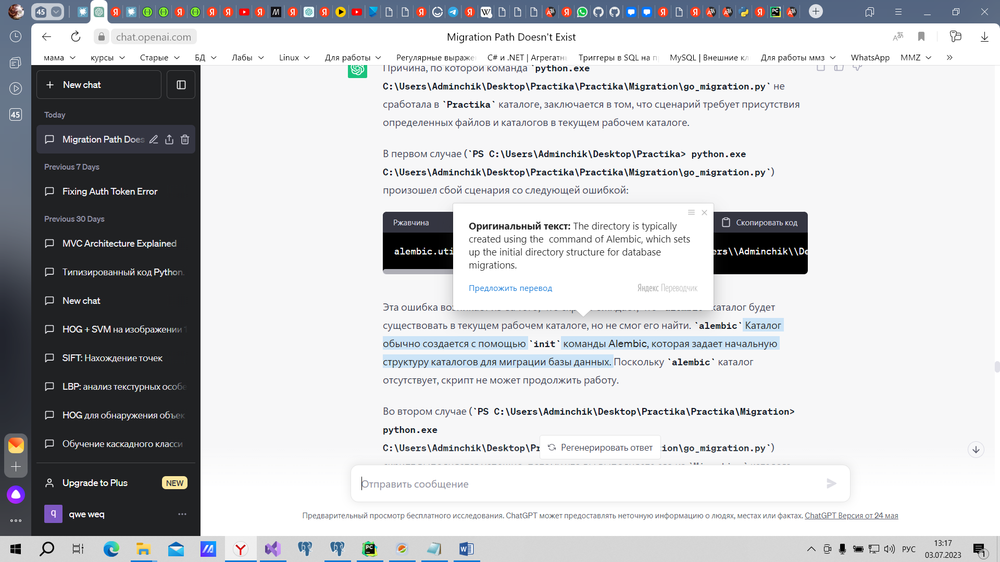 45
chat.openai.com
Migration Path Doesn't Exist
мама
курсы
Старые
БД
Лабы
Linux
Для работы
Регулярные выраже
C# и .NET | Агрегатн
Триггеры в SQL на п
MySQL | Внешние кл
Для работы ммз
WhatsApp
MMZ
45
New chat
Today
Migration Path Does
Previous 7 Days
Fixing Auth Token Error
Previous 30 Days
MVC Architecture Explained
Типизированный код Python.
New chat
HOG + SVM на изображении
SIFT: Нахождение точек
LBP: анализ текстурных особе
HOG для обнаружения объек
Обучение каскадного класси
Upgrade to Plus
NEW
q
qwe weq
Причина, по которой команда `python.exe
C:\Users\Adminchik\Desktop\Practika\Practika\Migration\go_migration.py` не
сработала в `Practika` каталоге, заключается в том, что сценарий требует присутствия
определенных файлов и каталогов в текущем рабочем каталоге.
В первом случае (`PS C:\Users\Adminchik\Desktop\Practika> python.exe
C:\Users\Adminchik\Desktop\Practika\Practika\Migration\go_migration.py`)
произошел сбой сценария со следующей ошибкой:
Ржавчина
Скопировать код
alembic.uti
ers\\Adminchik\\De
Оригинальный текст: The directory is typically
created using the command of Alembic, which sets
up the initial directory structure for database
migrations.
Предложить перевод
Яндекс Переводчик
Эта ошибка
каталог будет
существовать в текущем рабочем каталоге, но не смог его найти. `alembic` Каталог
обычно создается с помощью `init` команды Alembic, которая задает начальную
структуру каталогов для миграции базы данных. Поскольку `alembic` каталог
отсутствует, скрипт не может продолжить работу.
Во втором случае (`PS C:\Users\Adminchik\Desktop\Practika\Practika\Migration>
python.exe
C:\Users\Adminchik\Desktop\Pr
ion\go_migration.py`)
Регенерировать ответ
Отправить сообщение
Предварительный просмотр бесплатного исследования. ChatGPT может предоставлять неточную информацию о людях, местах или фактах. ChatGPT Версия от 24 мая
РУС
13:17
03.07.2023
1